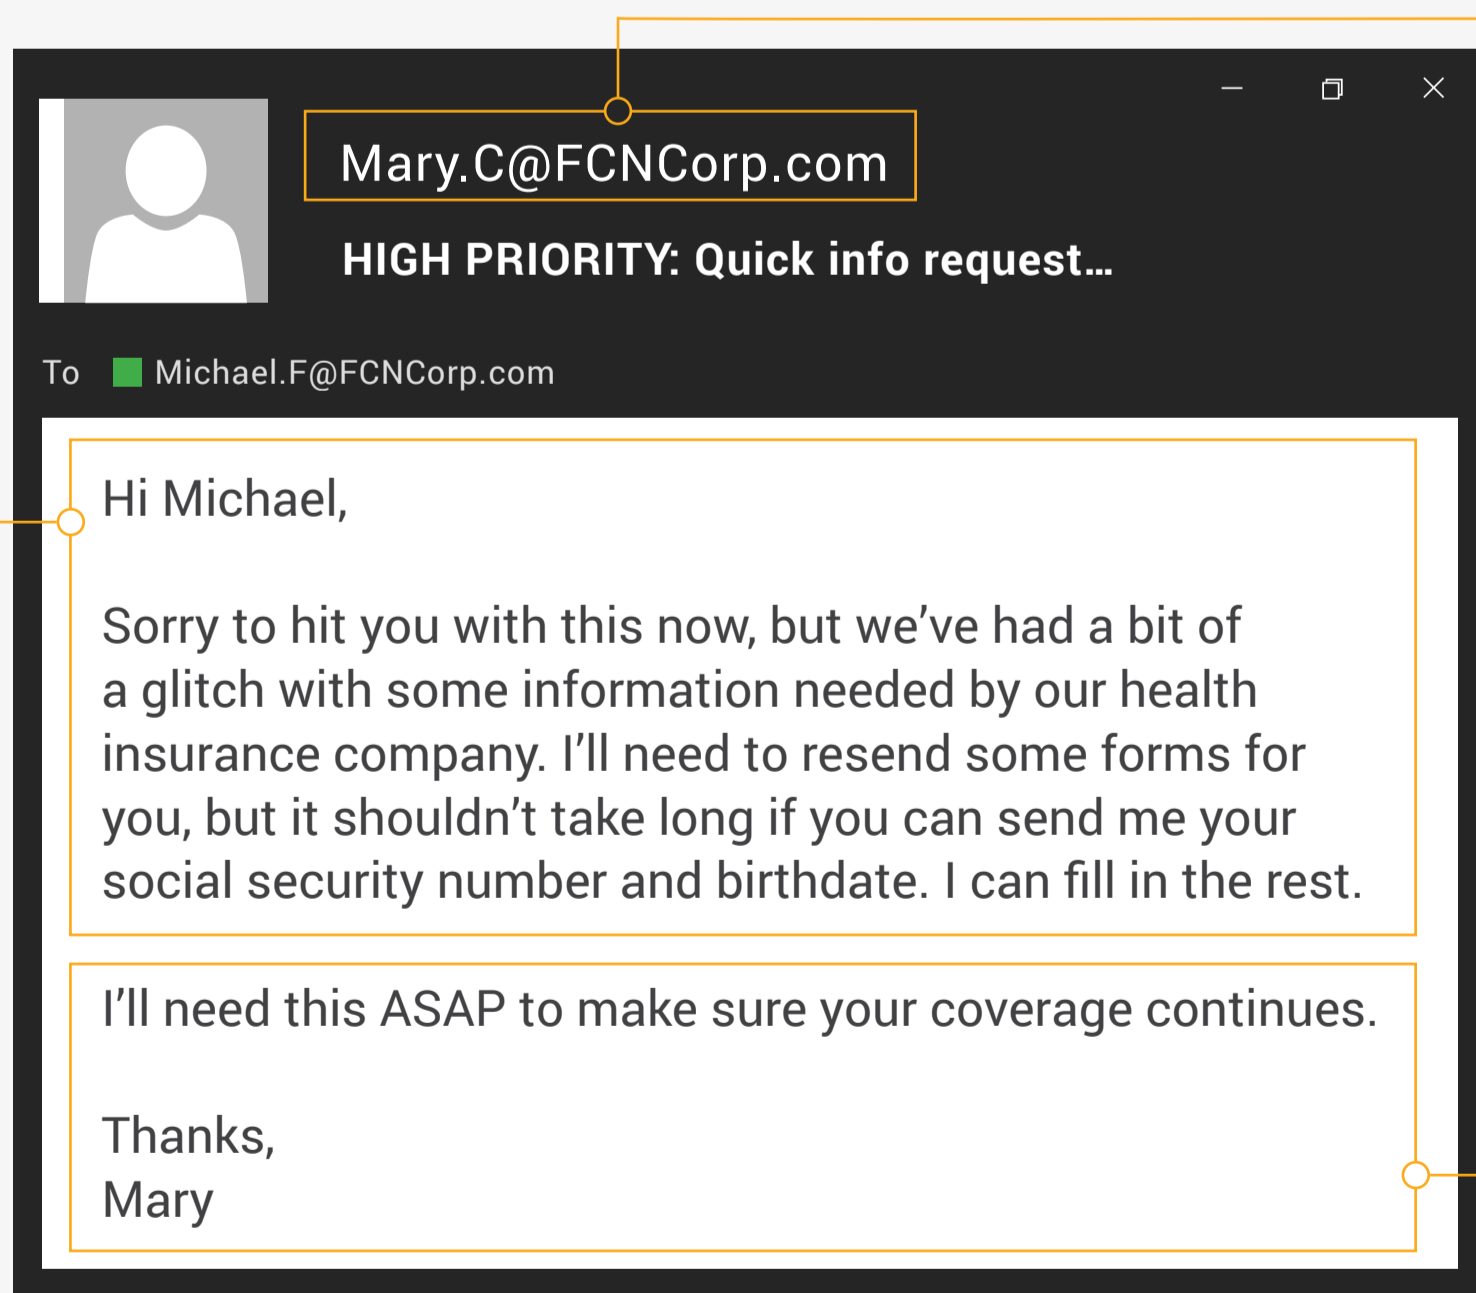 Mary.C@FCNCorp.com
HIGH PRIORITY: Quick info request...
To Michael.F@FCNCorp.com
Hi Michael,
Sorry to hit you with this now, but we’ve had a bit of
a glitch with some information needed by our health
insurance company. I’ll need to resend some forms for
you, but it shouldn’t take long if you can send me your
social security number and birthdate. I can fill in the rest.
I’ll need this ASAP to make sure your coverage continues.
Thanks,
Mary